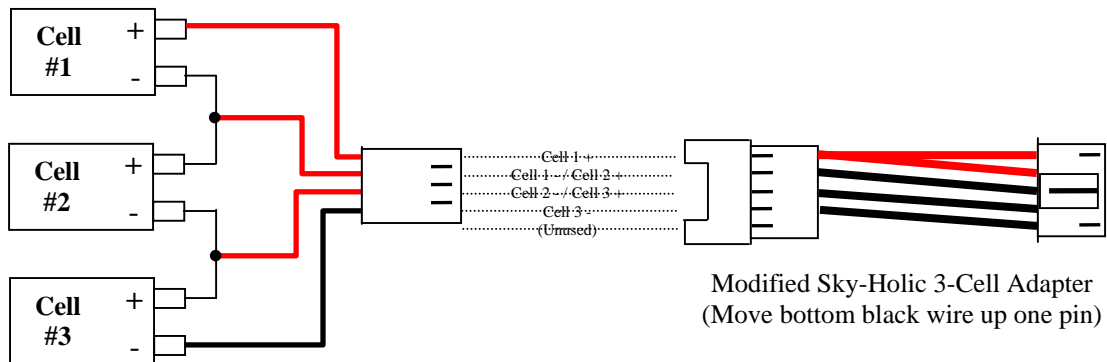 Cell
#1
+
-
Cell
#2
+
-
Cell
#3
+
-
Cell 1 +
Cell 1 - / Cell 2 +
Cell 2 - / Cell 3 +
Cell 3 -
(Unused)
Modified Sky-Holic 3-Cell Adapter
(Move bottom black wire up one pin)